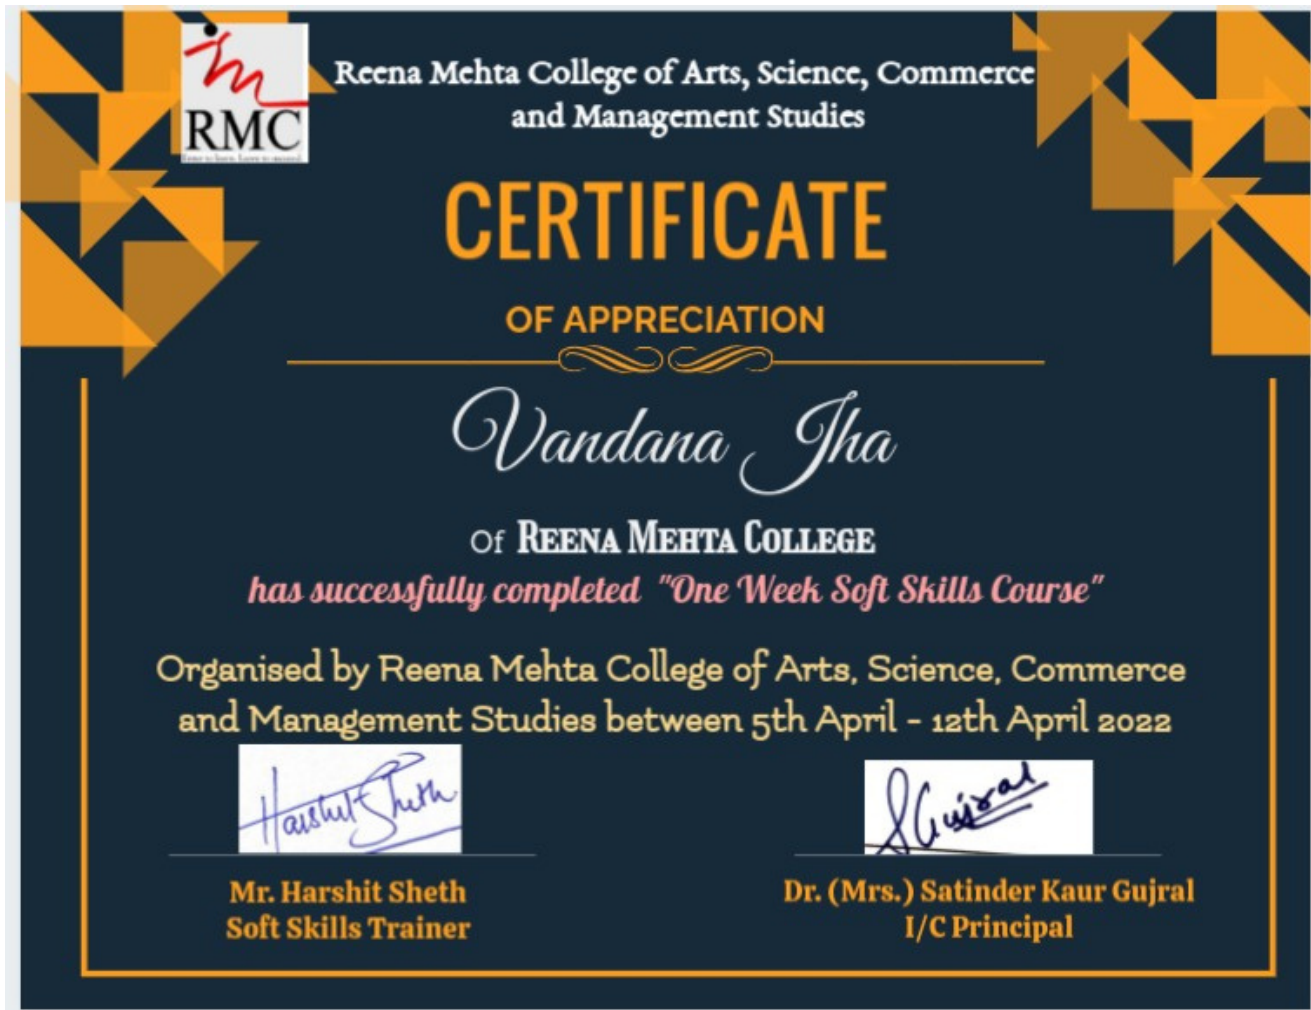 RMC
Reena Mehta College of Arts, Science, Commerce
and Management Studies
CERTIFICATE
OF APPRECIATION
Vandana Jha
Of REENA MEHTA COLLEGE
has successfully completed "One Week Soft Skills Course"
Organised by Reena Mehta College of Arts, Science, Commerce
and Management Studies between 5th April - 12th April 2022
Harshit Sheth
SGujral
Mr. Harshit Sheth
Soft Skills Trainer
Dr. (Mrs.) Satinder Kaur Gujral
I/C Principal